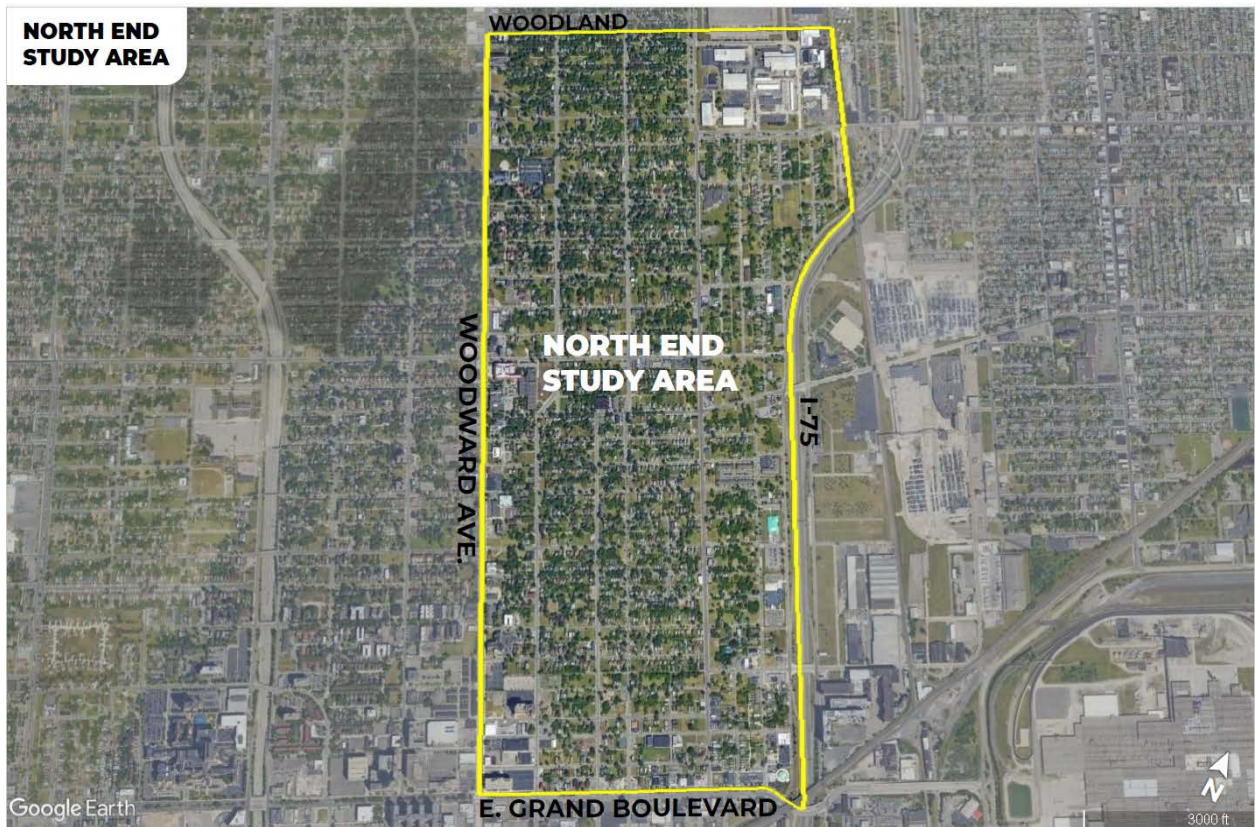 NORTH END
STUDY AREA
WOODLAND
NORTH END
STUDY AREA
WOODWARD AVE.
I-75
E. GRAND BOULEVARD
Google Earth
N
3000 ft